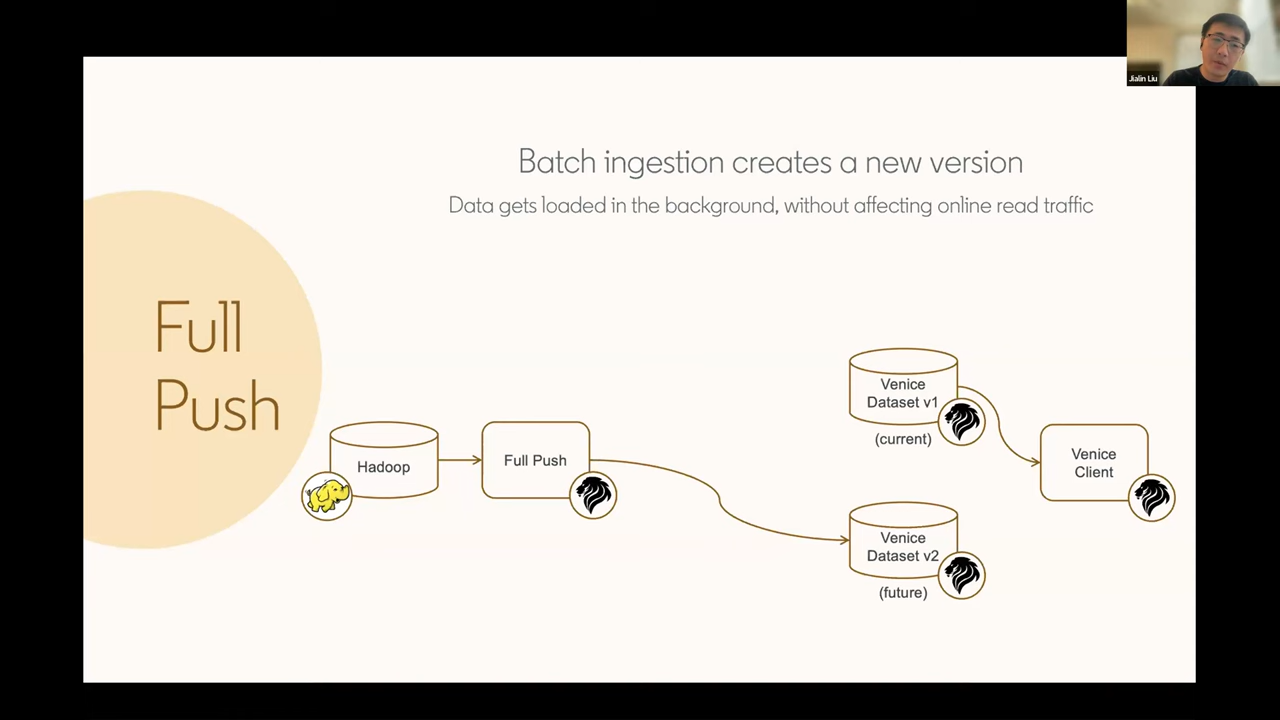 Jialin Liu
Batch ingestion creates a new version
Data gets loaded in the background, without affecting online read traffic
Full
Push
Hadoop
Full Push
Venice
Dataset v1
(current)
Venice
Client
Venice
Dataset v2
(future)